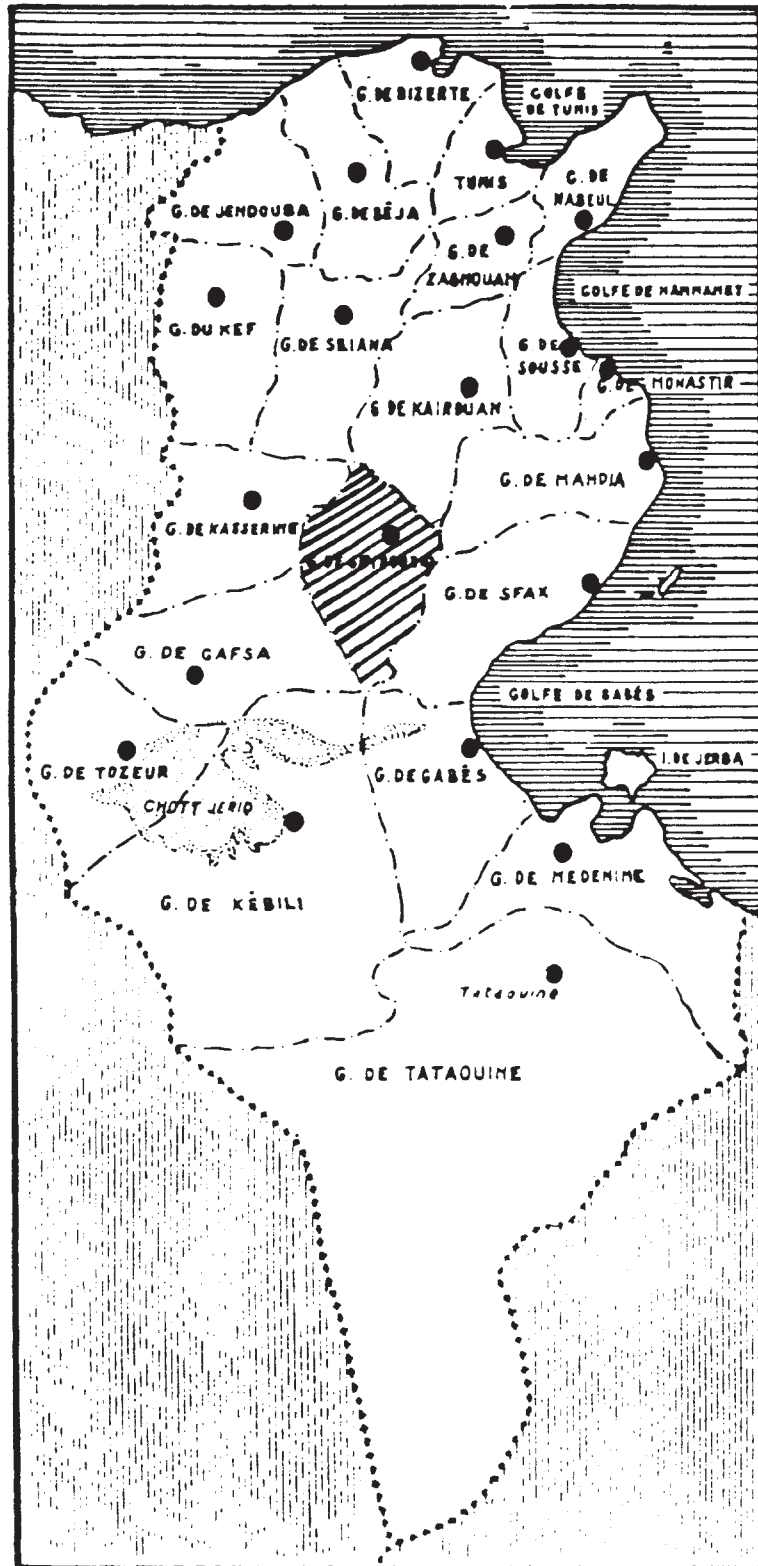 G. DE BIZERTE
GOLFE
DE TUNIS
TUNIS
G. DE
NABEUL
G. DE JENDOUBA
G. DE BÉJA
G. DE
ZAGHOUAN
GOLFE DE HAMMAMET
G. DU KEF
G. DE SILIANA
G. DE
SOUSSE
G. DE MONASTIR
G. DE KAIROUAN
G. DE MAHDIA
G. DE KASSERINE
G. DE SFAX
G. DE GAFSA
GOLFE DE GABÈS
G. DE TOZEUR
G. DE GABÈS
I. DE JERBA
CHOTT JERID
G. DE MEDENINE
G. DE KÉBILI
Tataouine
G. DE TATAOUINE